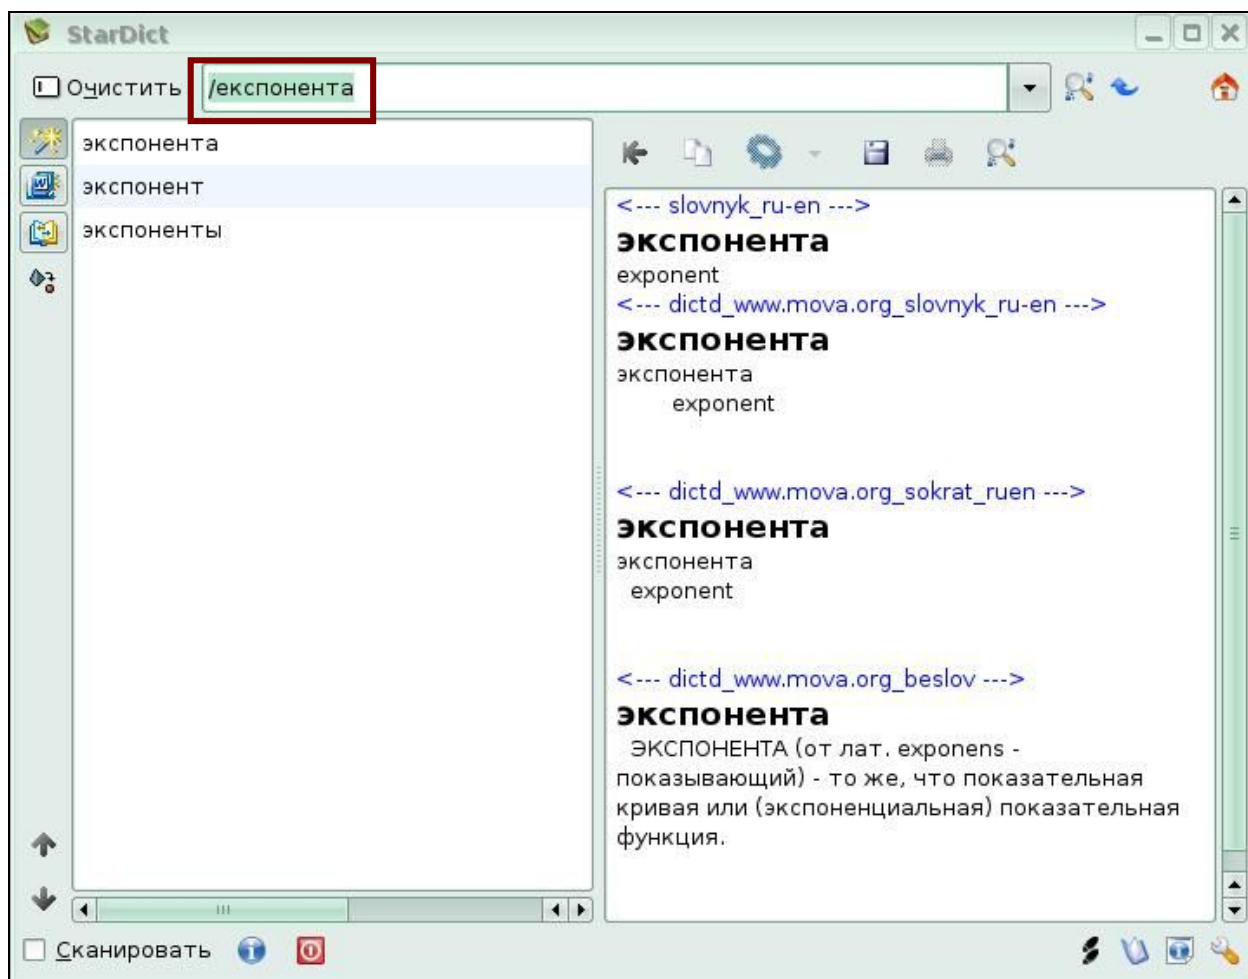 StarDict
Очистить /експонента
экспонента
экспонент
экспоненты
<--- slovnyk_ru-en --->
экспонента
exponent
<--- dictd_www.mova.org_slovnyk_ru-en --->
экспонента
экспонента
exponent
<--- dictd_www.mova.org_sokrat_ruen --->
экспонента
экспонента
exponent
<--- dictd_www.mova.org_beslov --->
экспонента
ЭКСПОНЕНТА (от лат. exponens -
показывающий) - то же, что показательная
кривая или (экспоненциальная) показательная
функция.
Сканировать